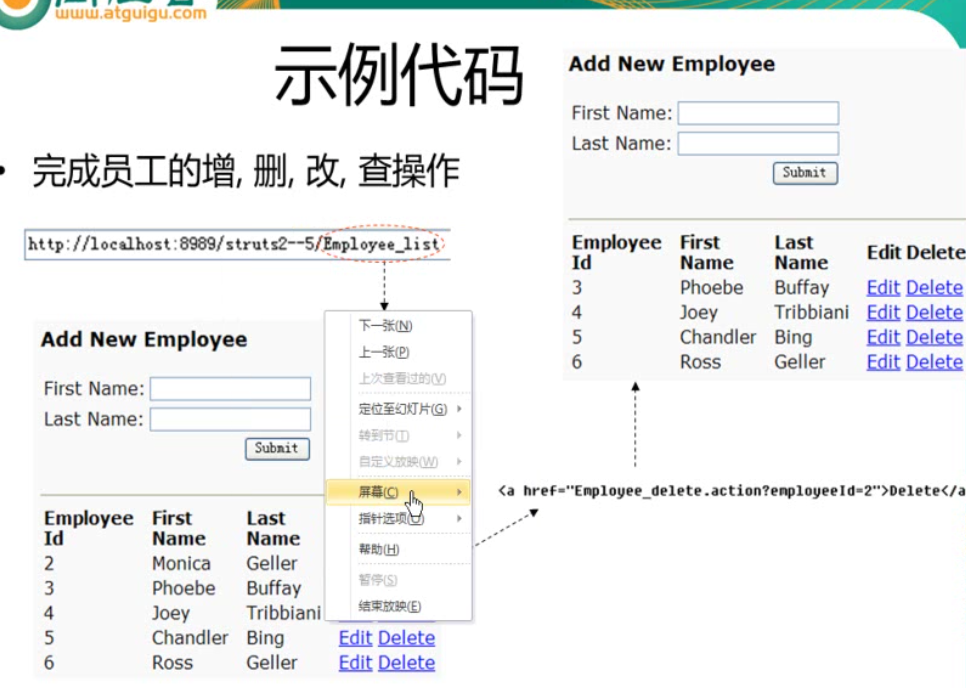 www.atguigu.com
示例代码
• 完成员工的增, 删, 改, 查操作
http://localhost:8989/struts2--5/Employee_list
Add New Employee
First Name:
Last Name:
Submit
Employee Id First Name Last Name
2 Monica Geller
3 Phoebe Buffay
4 Joey Tribbiani
5 Chandler Bing Edit Delete
6 Ross Geller Edit Delete
下一张(N)
上一张(P)
上次查看过的(V)
定位至幻灯片(G)
转到节(T)
自定义放映(W)
屏幕(C)
指针选项(O)
帮助(H)
暂停(S)
结束放映(E)
<a href="Employee_delete.action?employeeId=2">Delete</a
Add New Employee
First Name:
Last Name:
Submit
Employee Id First Name Last Name Edit Delete
3 Phoebe Buffay Edit Delete
4 Joey Tribbiani Edit Delete
5 Chandler Bing Edit Delete
6 Ross Geller Edit Delete